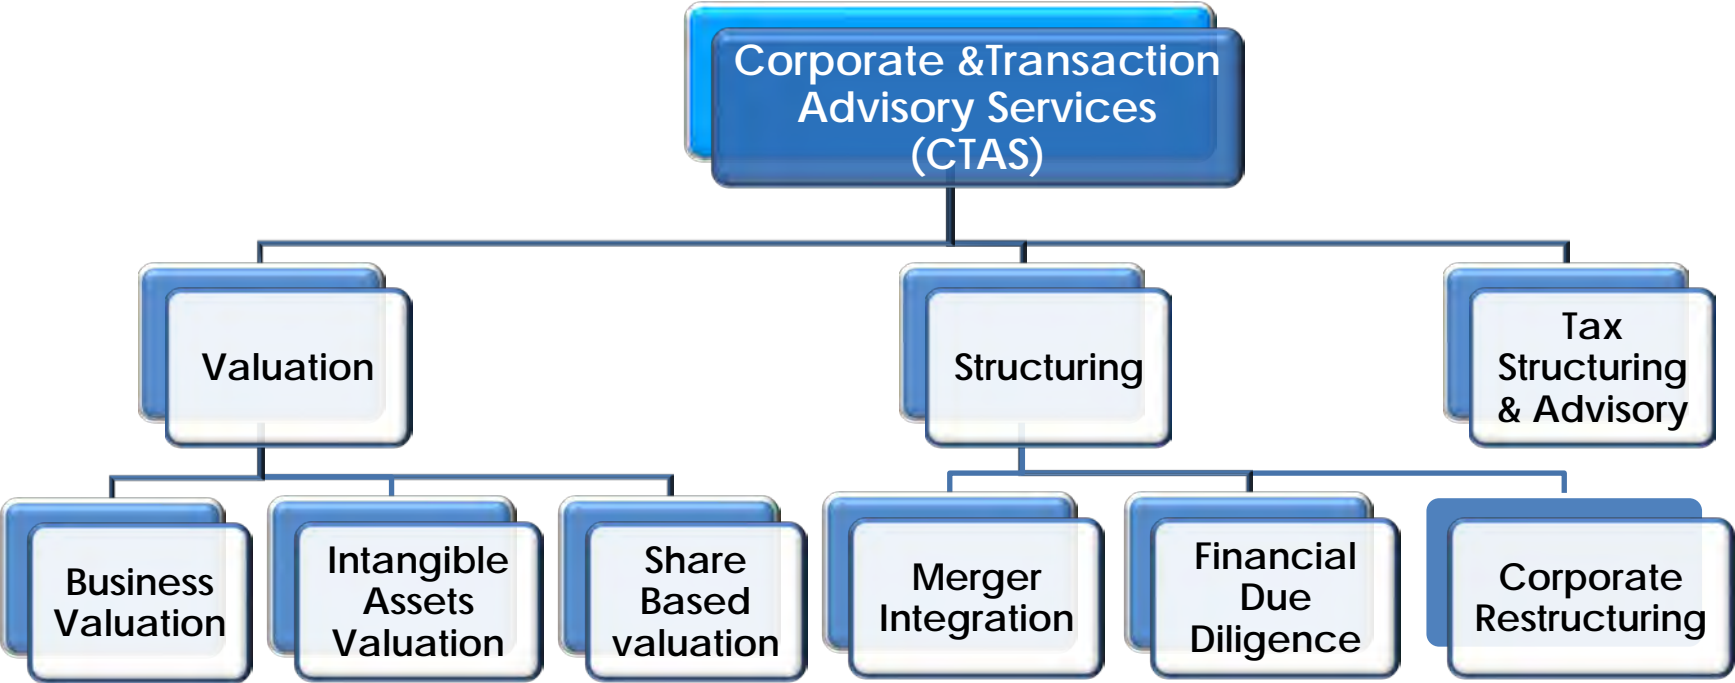 Corporate &Transaction
Advisory Services
(CTAS)
Valuation
Structuring
Tax
Structuring
& Advisory
Business
Valuation
Intangible
Assets
Valuation
Share
Based
valuation
Merger
Integration
Financial
Due
Diligence
Corporate
Restructuring